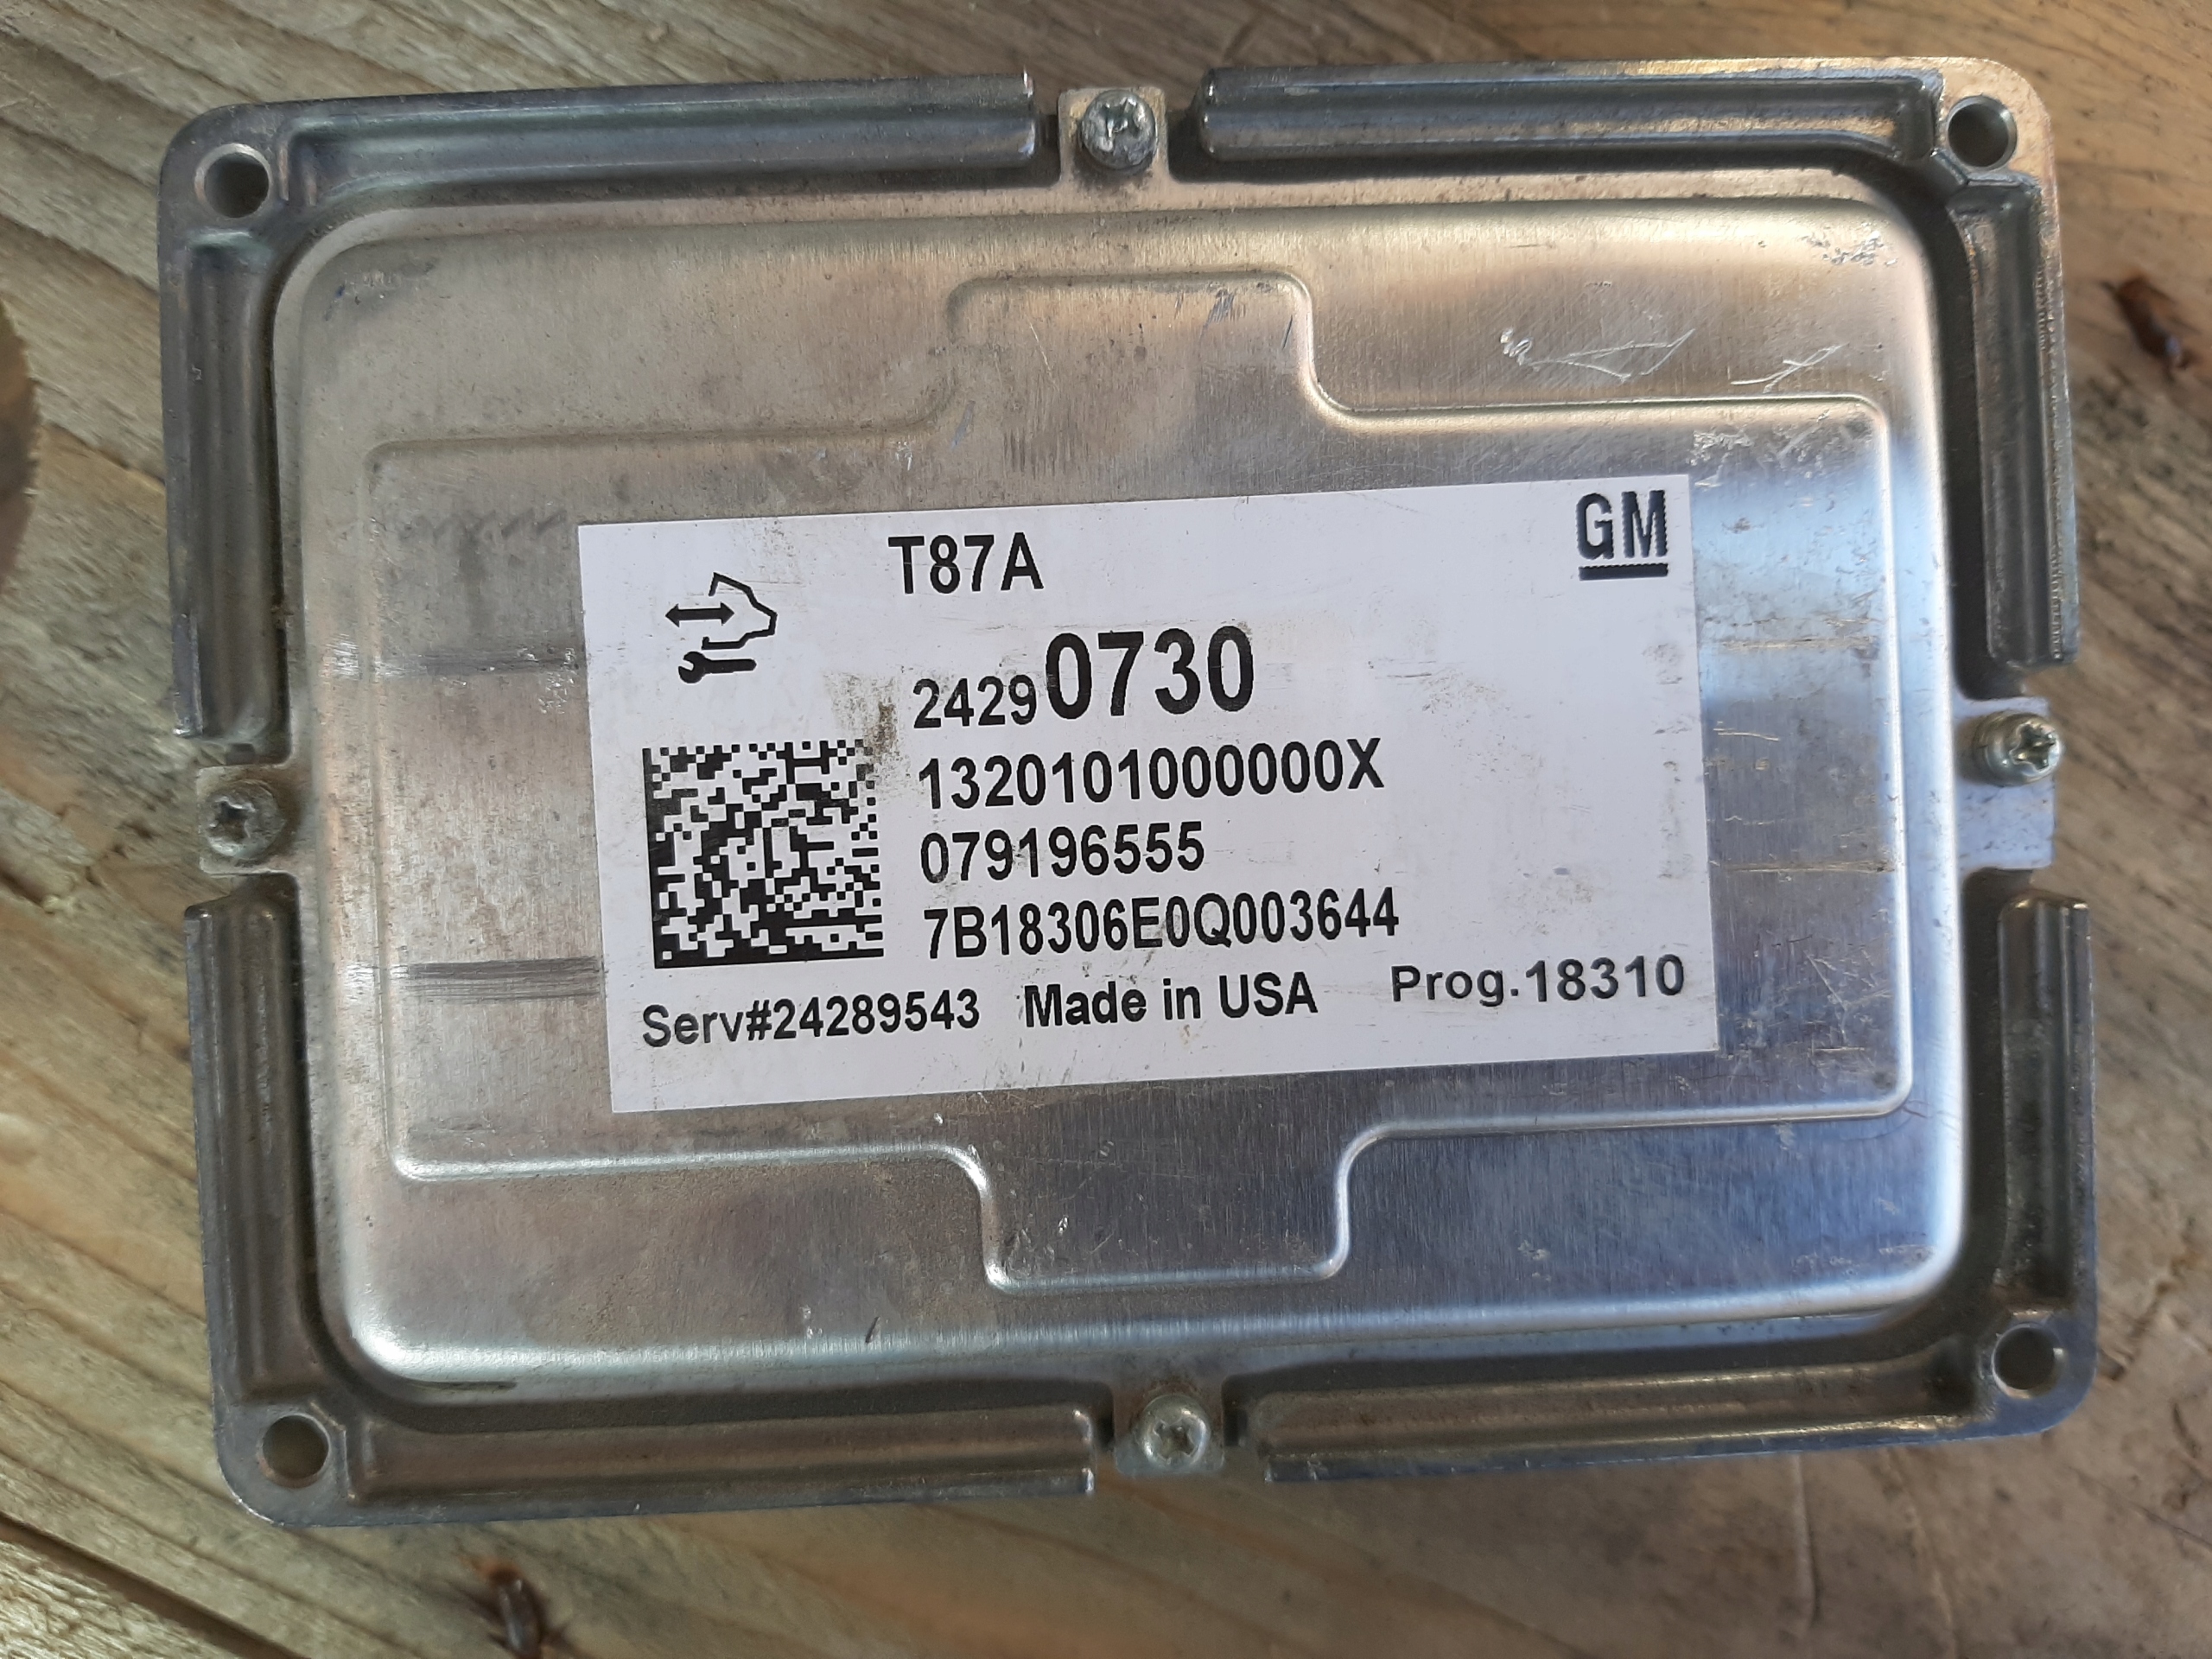 T87A
GM
24290730
1320101000000X
079196555
7B18306E0Q003644
Serv#24289543 Made in USA Prog.18310